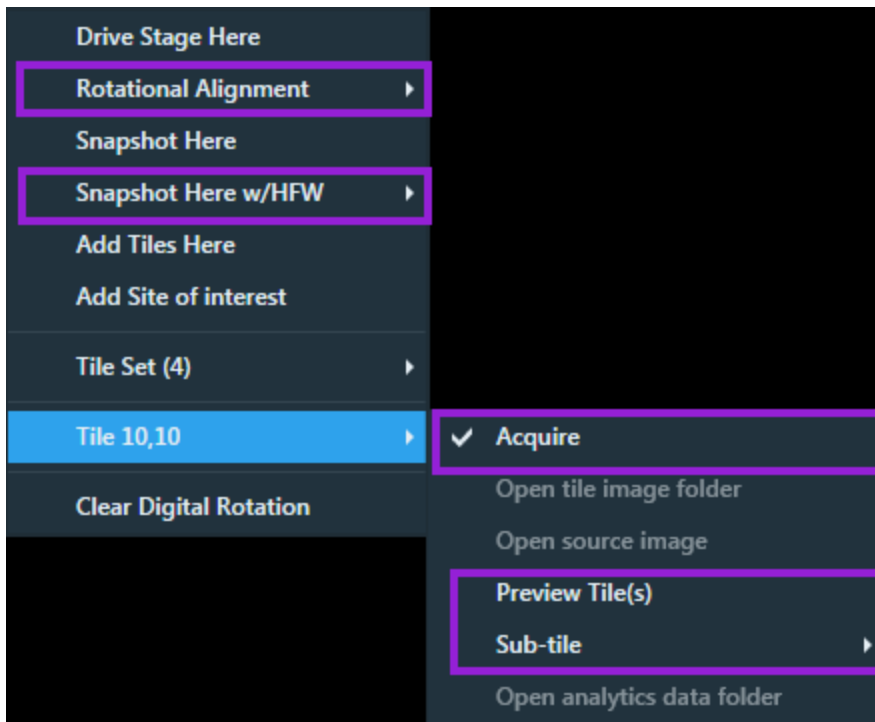 Drive Stage Here
Rotational Alignment
Snapshot Here
Snapshot Here w/HFW
Add Tiles Here
Add Site of interest
Tile Set (4)
Tile 10,10
Clear Digital Rotation
Acquire
Open tile image folder
Open source image
Preview Tile(s)
Sub-tile
Open analytics data folder